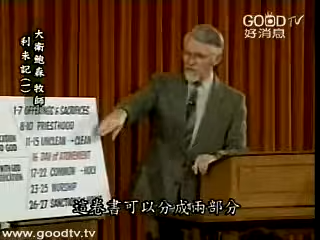 GOOD TV
好消息
大衛鮑森牧師
利未記(一)
1-7 OFFERINGS & SACRIFICES
8-10 PRIESTHOOD
11-15 UNCLEAN → CLEAN
16 DAY of ATONEMENT
17-22 COMMON → HOLY
23-25 WORSHIP
26-27
這卷書可以分成兩部分
www.goodtv.tv